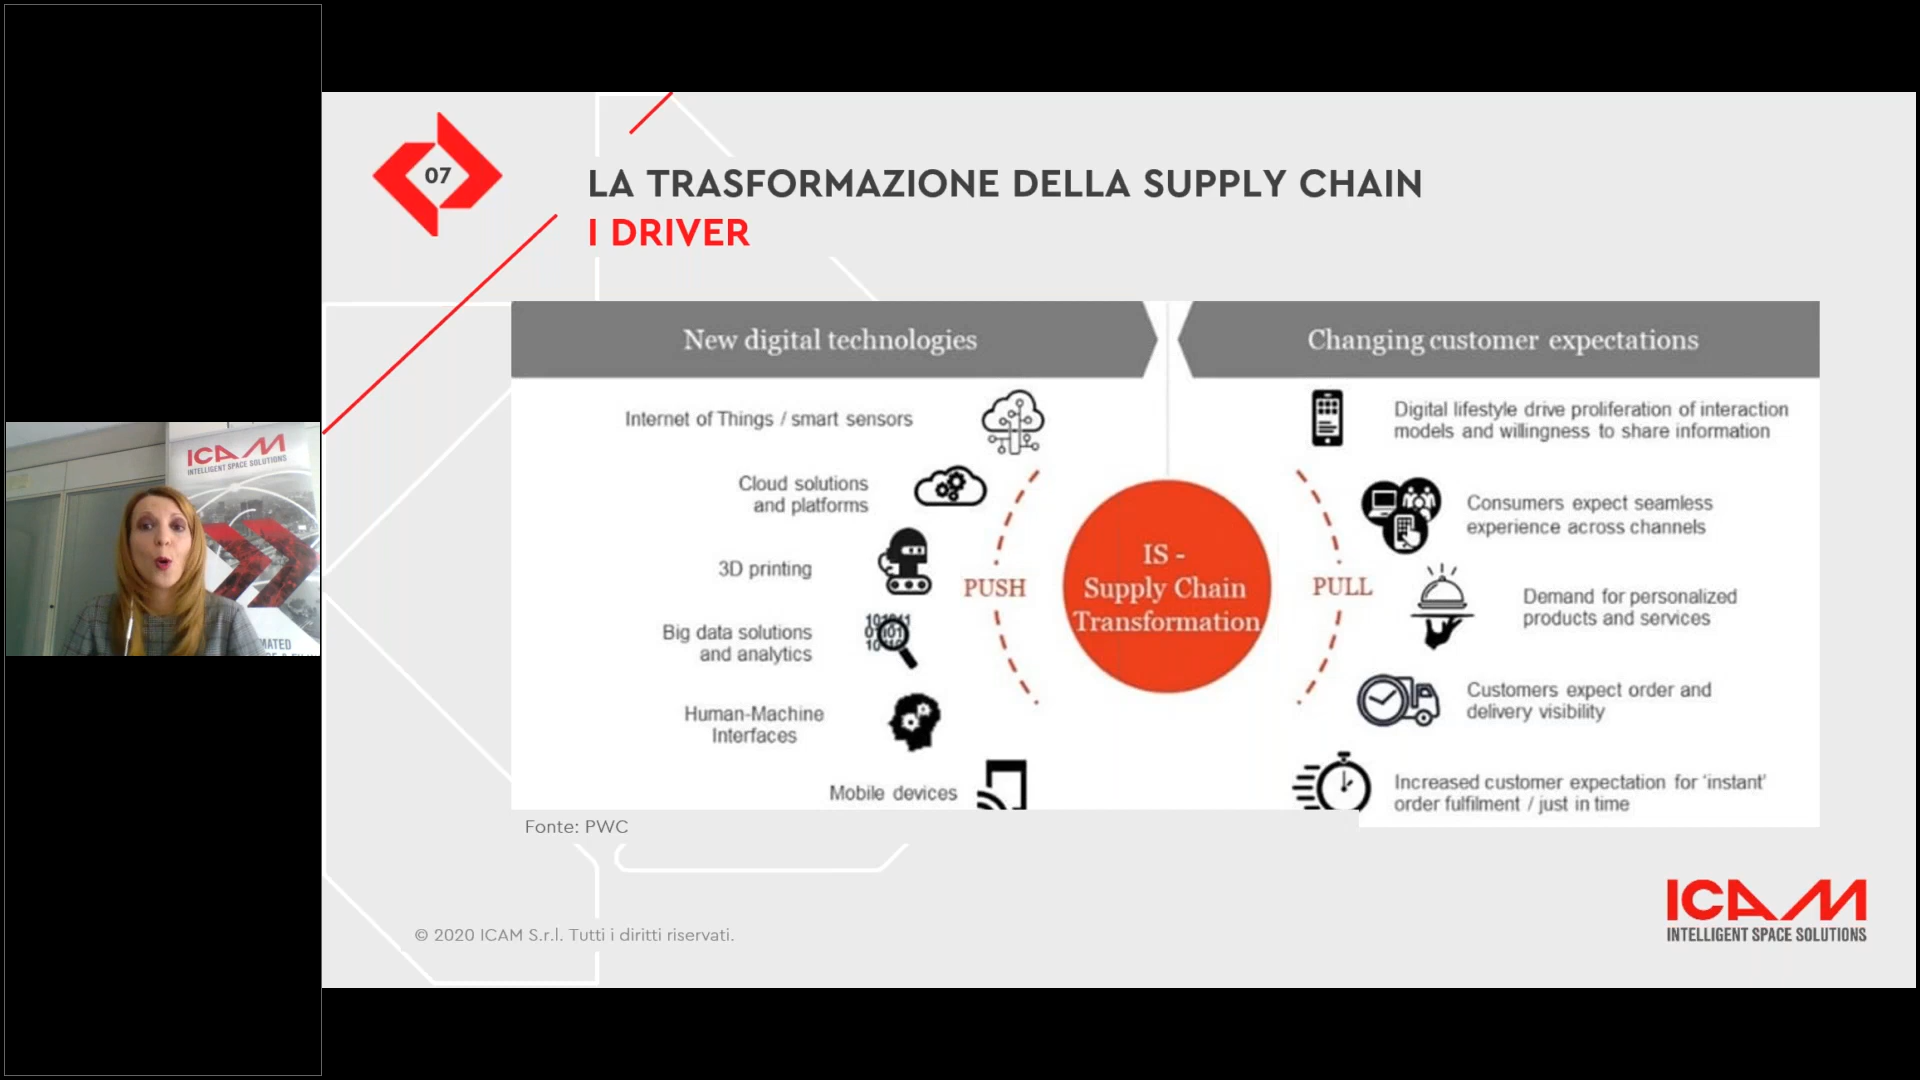 07
LA TRASFORMAZIONE DELLA SUPPLY CHAIN
I DRIVER
New digital technologies
Internet of Things / smart sensors
Cloud solutions
and platforms
3D printing
Big data solutions
and analytics
Human-Machine
Interfaces
Mobile devices
PUSH
IS -
Supply Chain
Transformation
PULL
Changing customer expectations
Digital lifestyle drive proliferation of interaction
models and willingness to share information
Consumers expect seamless
experience across channels
Demand for personalized
products and services
Customers expect order and
delivery visibility
Increased customer expectation for ‘instant’
order fulfilment / just in time
Fonte: PWC
© 2020 ICAM S.r.l. Tutti i diritti riservati.
ICAM
INTELLIGENT SPACE SOLUTIONS
ICAM
INTELLIGENT SPACE SOLUTIONS